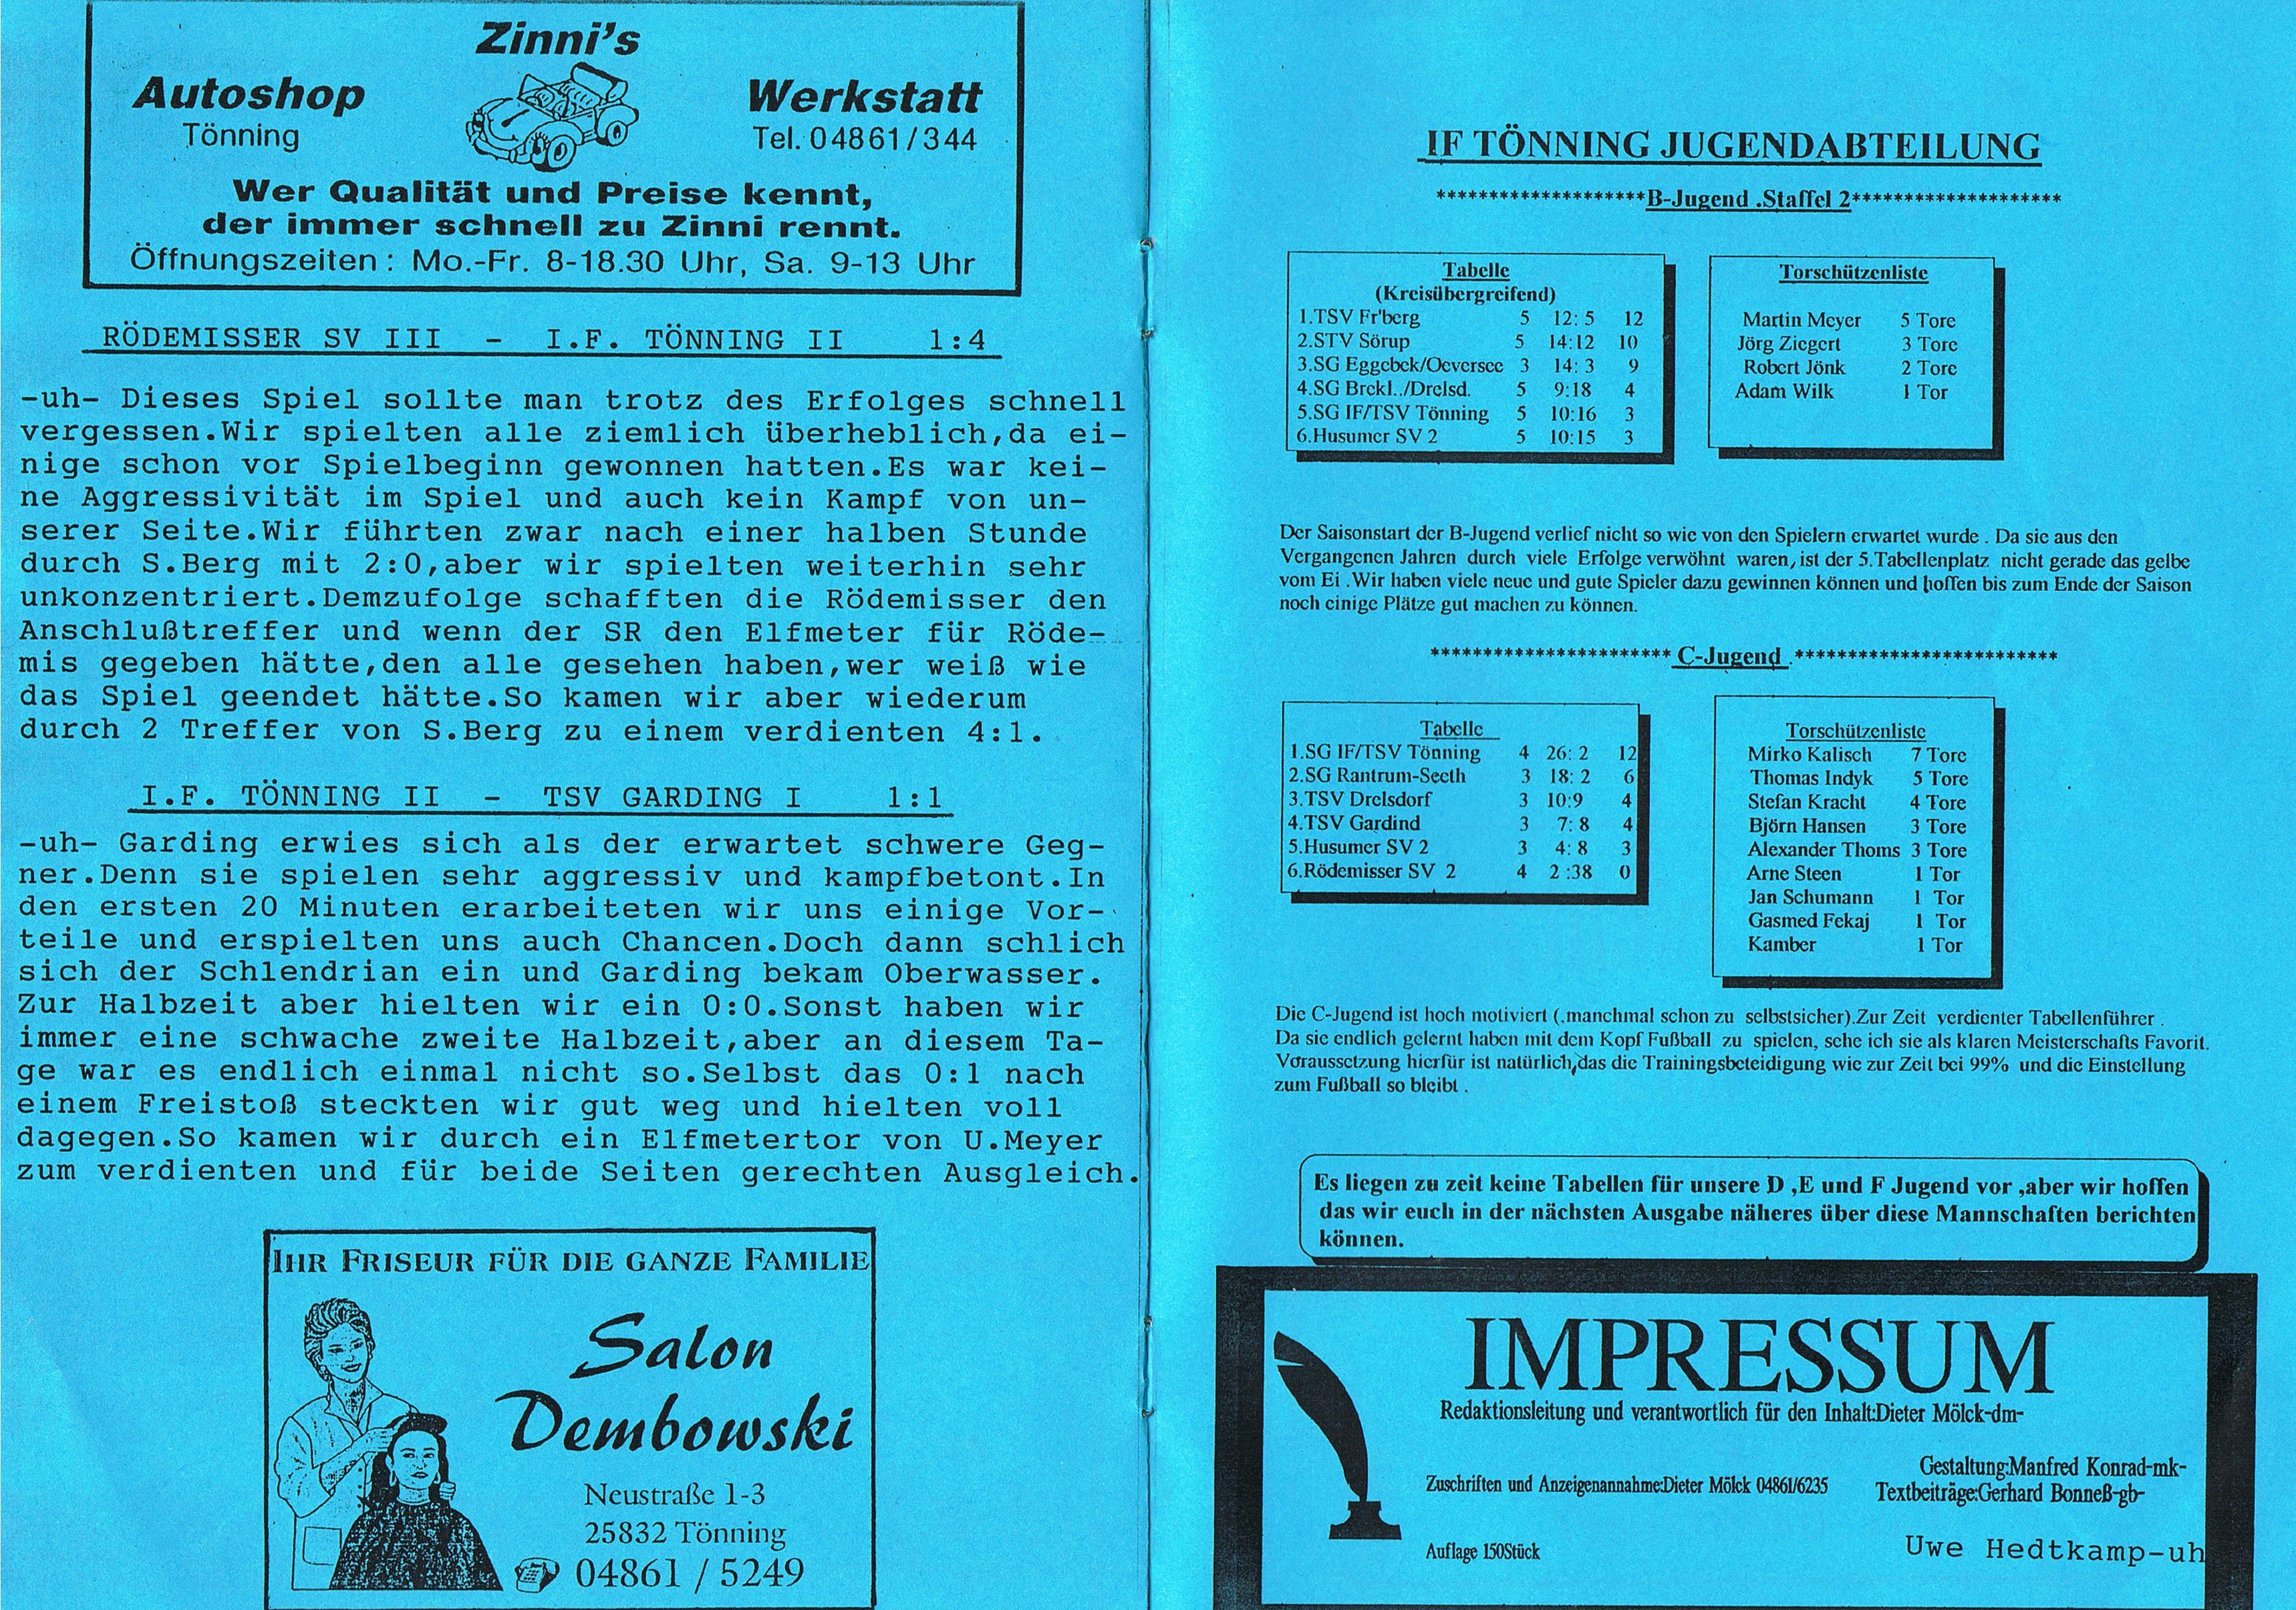 Zinni's
Autoshop
Werkstatt
Tönning
Tel. 04861/344
Wer Qualität und Preise kennt,
der immer schnell zu Zinni rennt.
Öffnungszeiten: Mo.-Fr. 8-18.30 Uhr, Sa. 9-13 Uhr
RÖDEMISSER SV III - I.F. TÖNNING II 1:4
-uh- Dieses Spiel sollte man trotz des Erfolges schnell
vergessen.Wir spielten alle ziemlich überheblich,da ei-
nige schon vor Spielbeginn gewonnen hatten.Es war kei-
ne Aggressivität im Spiel und auch kein Kampf von un-
serer Seite.Wir führten zwar nach einer halben Stunde
durch S.Berg mit 2:0,aber wir spielten weiterhin sehr
unkonzentriert.Demzufolge schafften die Rödemisser den
Anschlußtreffer und wenn der SR den Elfmeter für Röde-
mis gegeben hätte,den alle gesehen haben,wer weiß wie
das Spiel geendet hätte.So kamen wir aber wiederum
durch 2 Treffer von S.Berg zu einem verdienten 4:1.
I.F. TÖNNING II - TSV GARDING I 1:1
-uh- Garding erwies sich als der erwartet schwere Geg-
ner.Denn sie spielen sehr aggressiv und kampfbetont.In
den ersten 20 Minuten erarbeiteten wir uns einige Vor-
teile und erspielten uns auch Chancen.Doch dann schlich
sich der Schlendrian ein und Garding bekam Oberwasser.
Zur Halbzeit aber hielten wir ein 0:0.Sonst haben wir
immer eine schwache zweite Halbzeit,aber an diesem Ta-
ge war es endlich einmal nicht so.Selbst das 0:1 nach
einem Freistoß steckten wir gut weg und hielten voll
dagegen.So kamen wir durch ein Elfmetertor von U.Meyer
zum verdienten und für beide Seiten gerechten Ausgleich.
IHR FRISEUR FÜR DIE GANZE FAMILIE
Salon
Dembowski
Neustraße 1-3
25832 Tönning
04861 / 5249
IF TÖNNING JUGENDABTEILUNG
********************B-Jugend .Staffel 2********************
Tabelle
(Kreisübergreifend)
1.TSV Fr'berg 5 12: 5 12
2.STV Sörup 5 14:12 10
3.SG Eggebek/Oeversee 3 14: 3 9
4.SG Brekl../Drelsd. 5 9:18 4
5.SG IF/TSV Tönning 5 10:16 3
6.Husumer SV 2 5 10:15 3
Torschützenliste
Martin Meyer 5 Tore
Jörg Ziegert 3 Tore
Robert Jönk 2 Tore
Adam Wilk 1 Tor
Der Saisonstart der B-Jugend verlief nicht so wie von den Spielern erwartet wurde . Da sie aus den
Vergangenen Jahren durch viele Erfolge verwöhnt waren, ist der 5.Tabellenplatz nicht gerade das gelbe
vom Ei .Wir haben viele neue und gute Spieler dazu gewinnen können und hoffen bis zum Ende der Saison
noch einige Plätze gut machen zu können.
*********************** C-Jugend .*************************
Tabelle
1.SG IF/TSV Tönning 4 26: 2 12
2.SG Rantrum-Seeth 3 18: 2 6
3.TSV Drelsdorf 3 10:9 4
4.TSV Gardind 3 7: 8 4
5.Husumer SV 2 3 4: 8 3
6.Rödemisser SV 2 4 2 :38 0
Torschützenliste
Mirko Kalisch 7 Tore
Thomas Indyk 5 Tore
Stefan Kracht 4 Tore
Björn Hansen 3 Tore
Alexander Thoms 3 Tore
Arne Steen 1 Tor
Jan Schumann 1 Tor
Gasmed Fekaj 1 Tor
Kamber 1 Tor
Die C-Jugend ist hoch motiviert (.manchmal schon zu selbstsicher).Zur Zeit verdienter Tabellenführer .
Da sie endlich gelernt haben mit dem Kopf Fußball zu spielen, sehe ich sie als klaren Meisterschafts Favorit.
Voraussetzung hierfür ist natürlich,das die Trainingsbeteidigung wie zur Zeit bei 99% und die Einstellung
zum Fußball so bleibt .
Es liegen zu zeit keine Tabellen für unsere D ,E und F Jugend vor ,aber wir hoffen
das wir euch in der nächsten Ausgabe näheres über diese Mannschaften berichten
können.
IMPRESSUM
Redaktionsleitung und verantwortlich für den Inhalt:Dieter Mölck-dm-
Gestaltung:Manfred Konrad-mk-
Zuschriften und Anzeigenannahme:Dieter Mölck 04861/6235
Textbeiträge:Gerhard Bonneß-gb-
Auflage 150Stück
Uwe Hedtkamp-uh